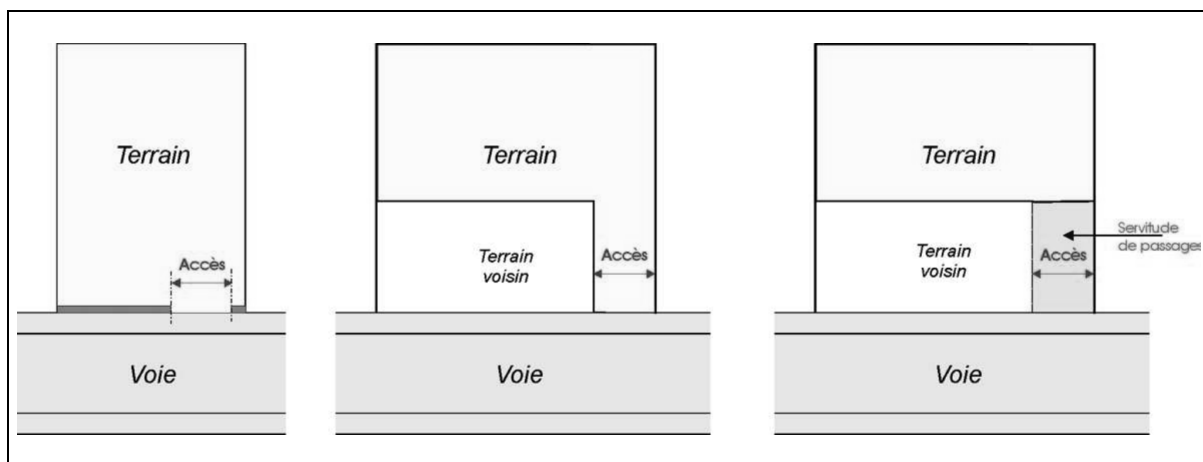 Terrain
Accès
Voie
Terrain
Terrain
voisin
Accès
Voie
Terrain
Terrain
voisin
Accès
Servitude
de passages
Voie